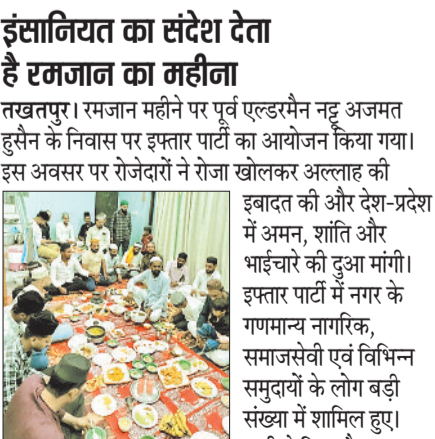 इंसानियत का संदेश देता
है रमजान का महीना
तखतपुर। रमजान महीने पर पूर्व एल्डरमैन नट्टू अजमत
हुसैन के निवास पर इफ्तार पार्टी का आयोजन किया गया।
इस अवसर पर रोजेदारों ने रोजा खोलकर अल्लाह की
इबादत की और देश-प्रदेश
में अमन, शांति और
भाईचारे की दुआ मांगी।
इफ्तार पार्टी में नगर के
गणमान्य नागरिक,
समाजसेवी एवं विभिन्न
समुदायों के लोग बड़ी
संख्या में शामिल हुए।